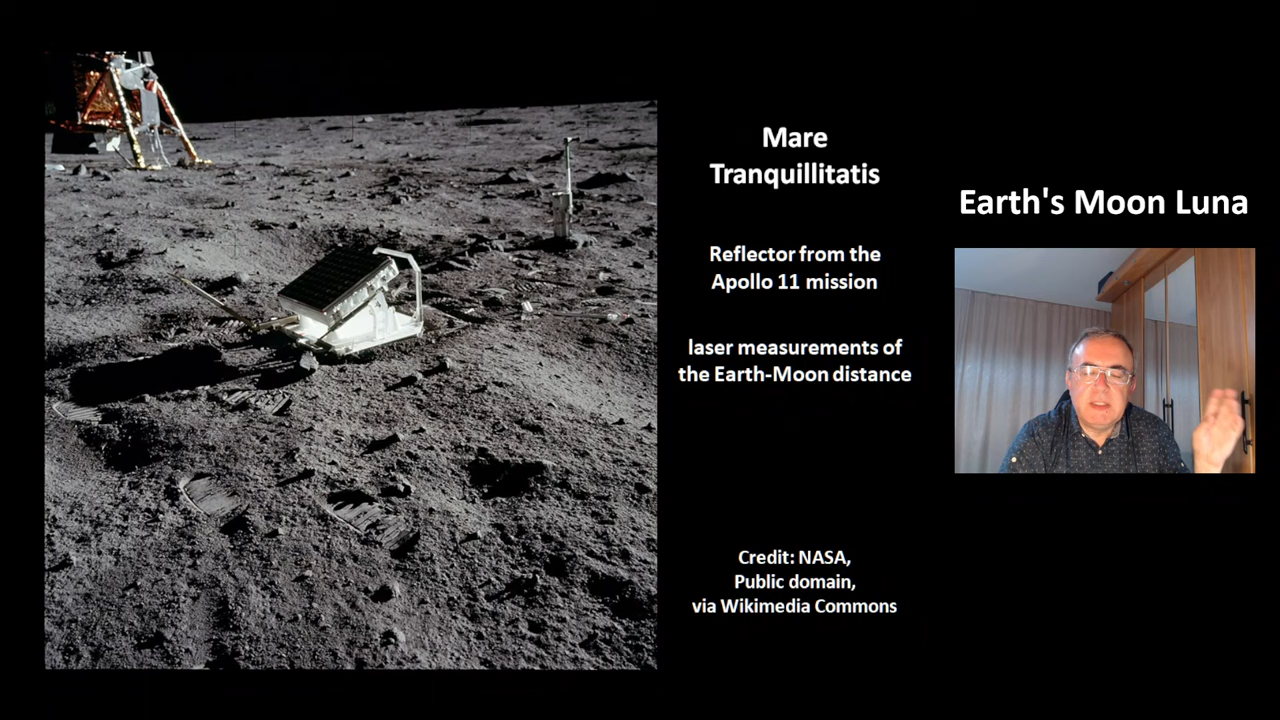 Mare
Tranquillitatis
Reflector from the
Apollo 11 mission
laser measurements of
the Earth-Moon distance
Credit: NASA,
Public domain,
via Wikimedia Commons
Earth's Moon Luna